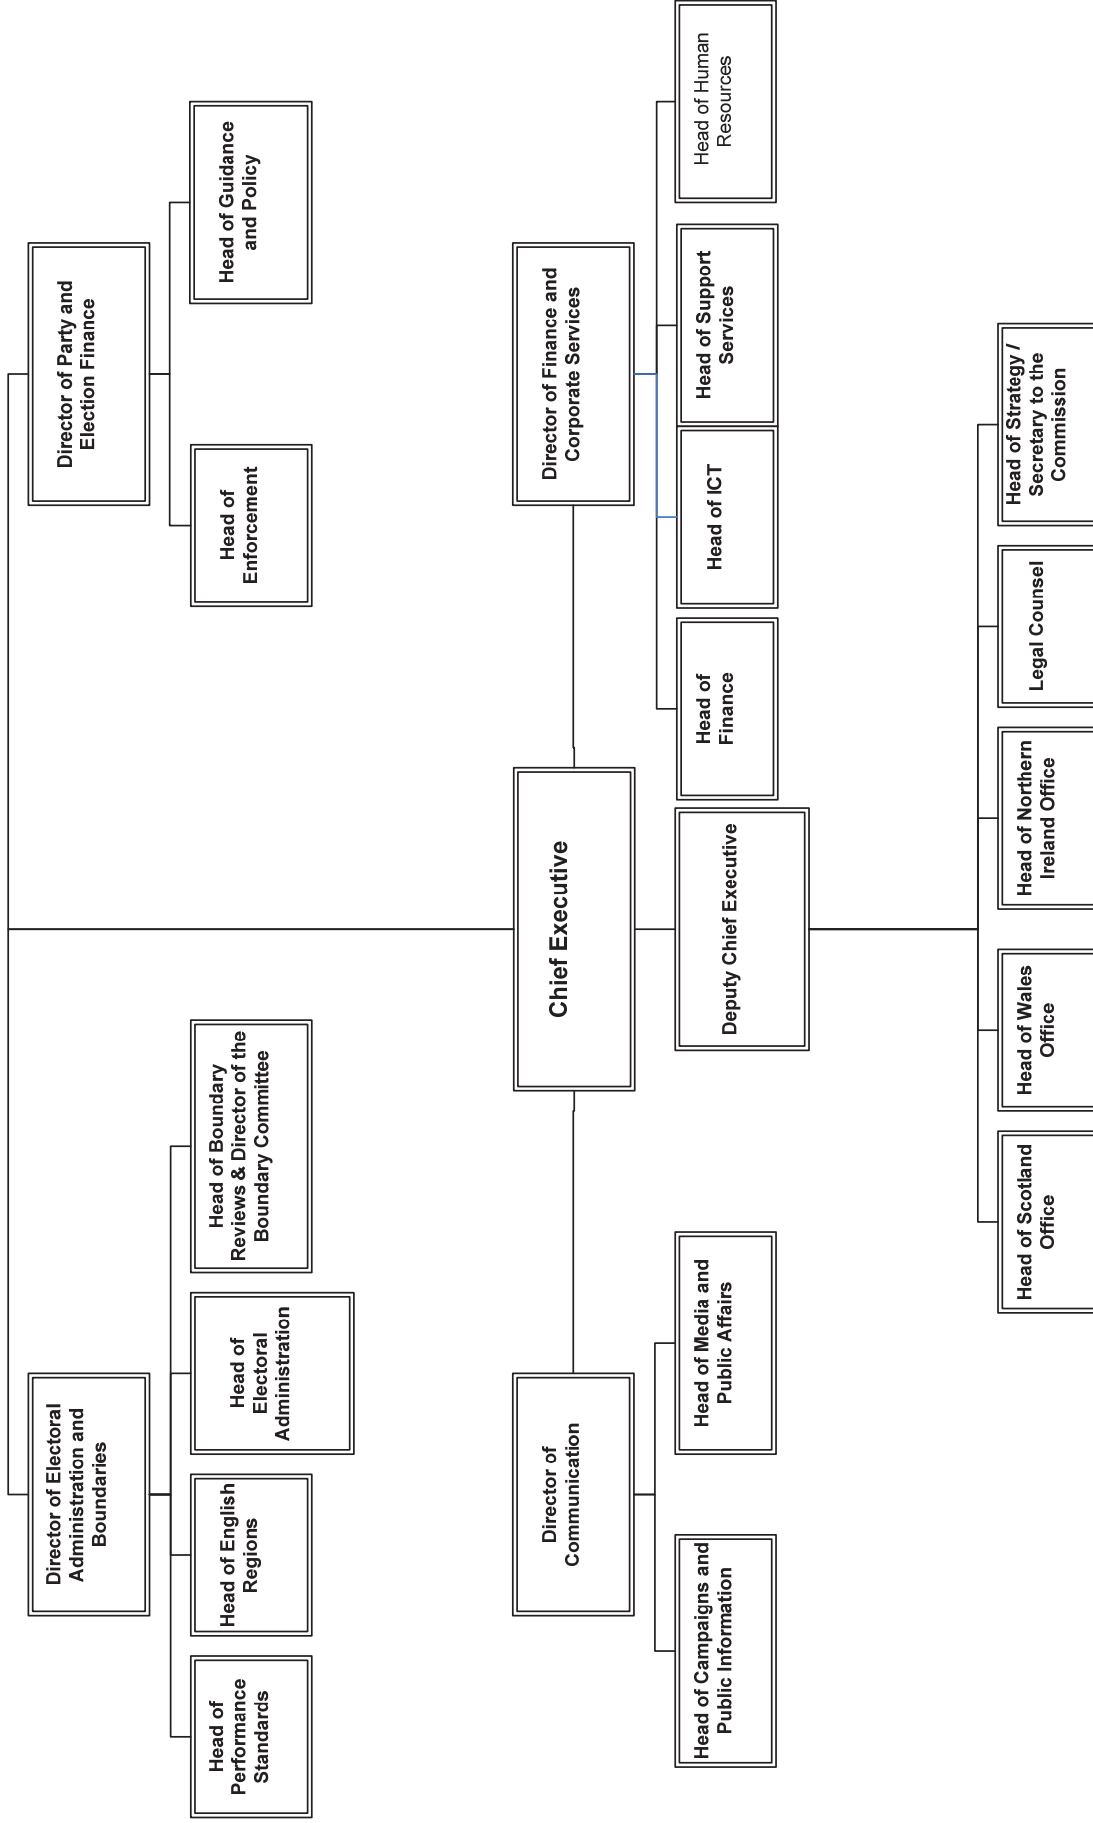 Director of Electoral
Administration and
Boundaries
Director of Party and
Election Finance
Head of
Performance
Standards
Head of English
Regions
Head of
Electoral
Administration
Head of Boundary
Reviews & Director of the
Boundary Committee
Head of
Enforcement
Head of Guidance
and Policy
Director of
Communication
Chief Executive
Director of Finance and
Corporate Services
Head of Campaigns and
Public Information
Head of Media and
Public Affairs
Deputy Chief Executive
Head of
Finance
Head of ICT
Head of Support
Services
Head of Human
Resources
Head of Scotland
Office
Head of Wales
Office
Head of Northern
Ireland Office
Legal Counsel
Head of Strategy /
Secretary to the
Commission